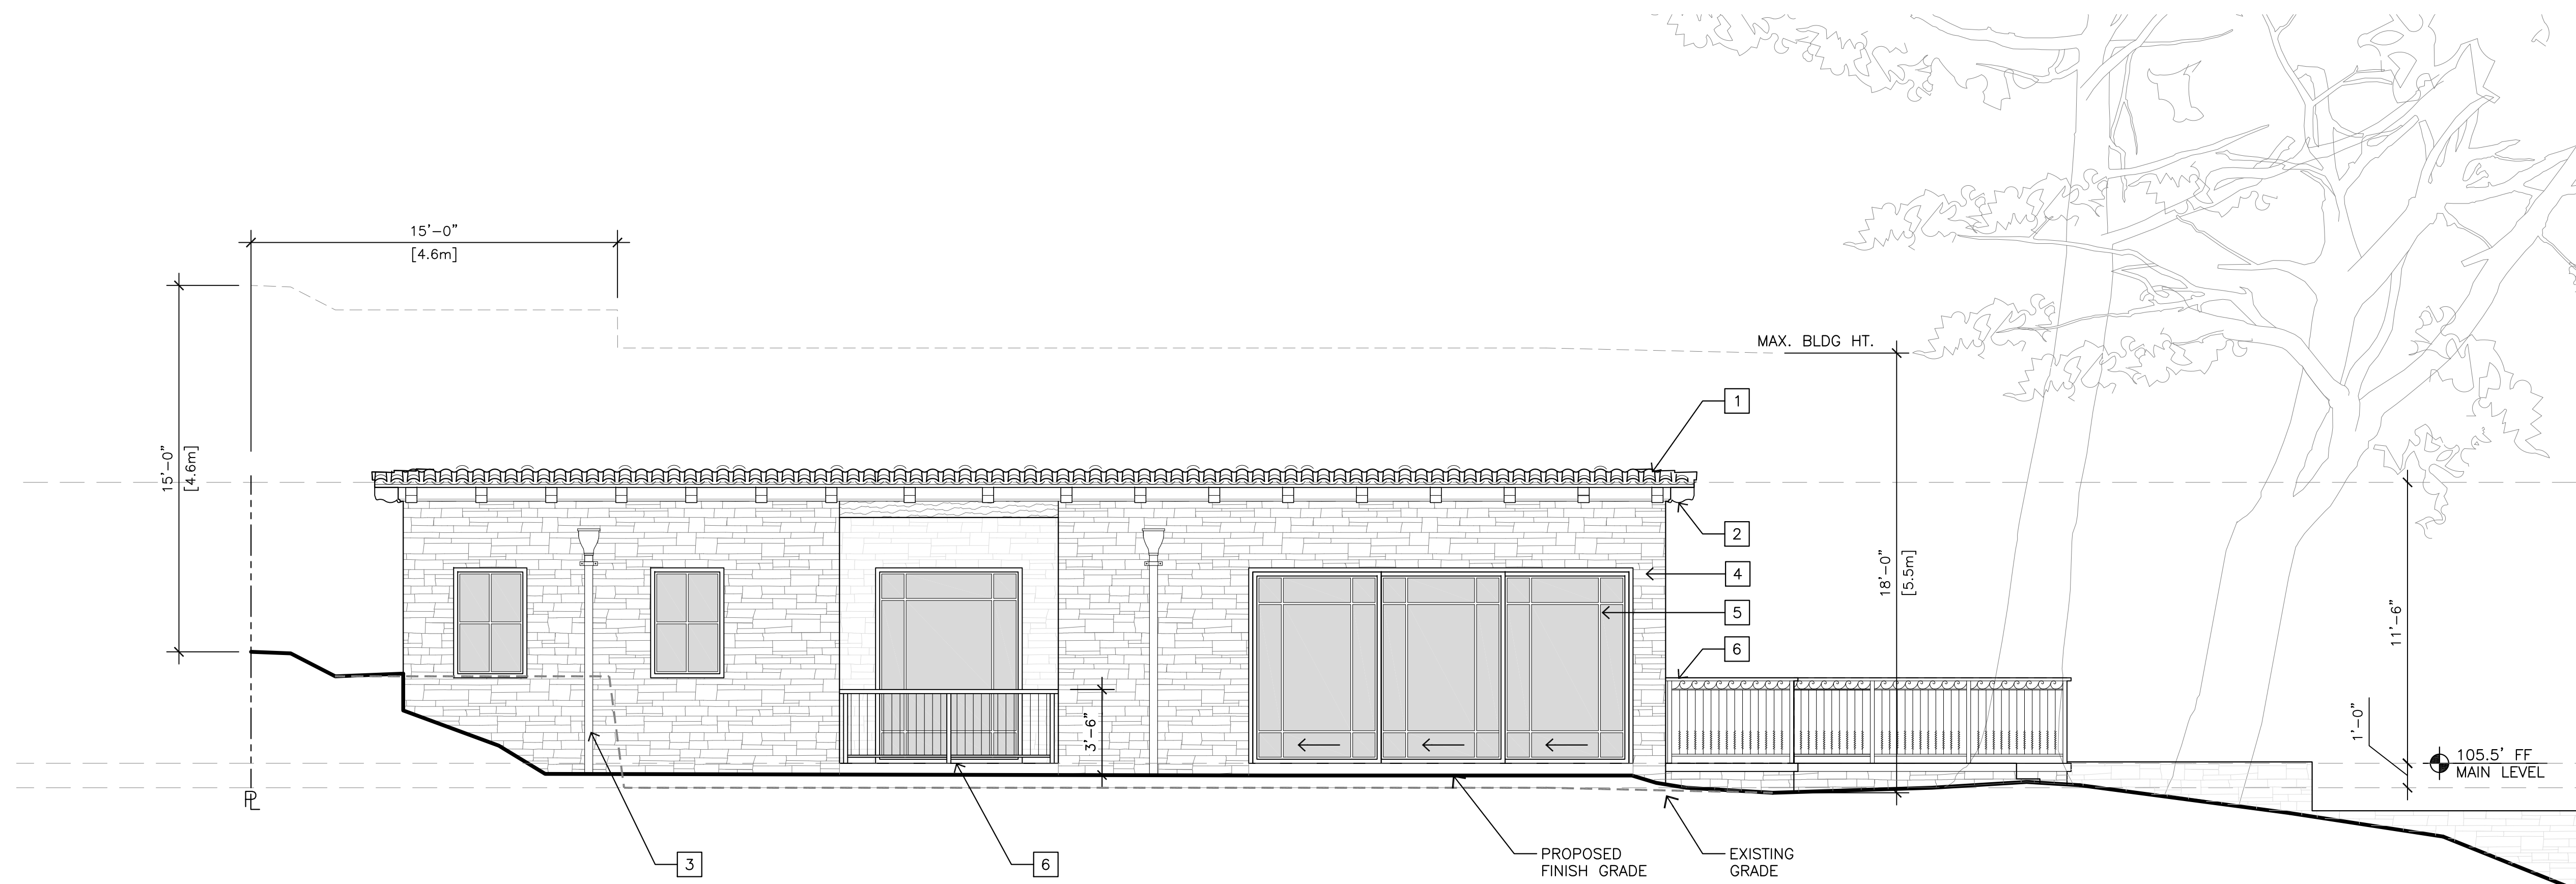 15'-0"
[4.6m]
MAX. BLDG HT.
1
15'-0"
[4.6m]
2
18'-0"
[5.5m]
4
5
11'-6"
6
3'-6"
1'-0"
105.5' FF
MAIN LEVEL
PL
3
6
PROPOSED
FINISH GRADE
EXISTING
GRADE